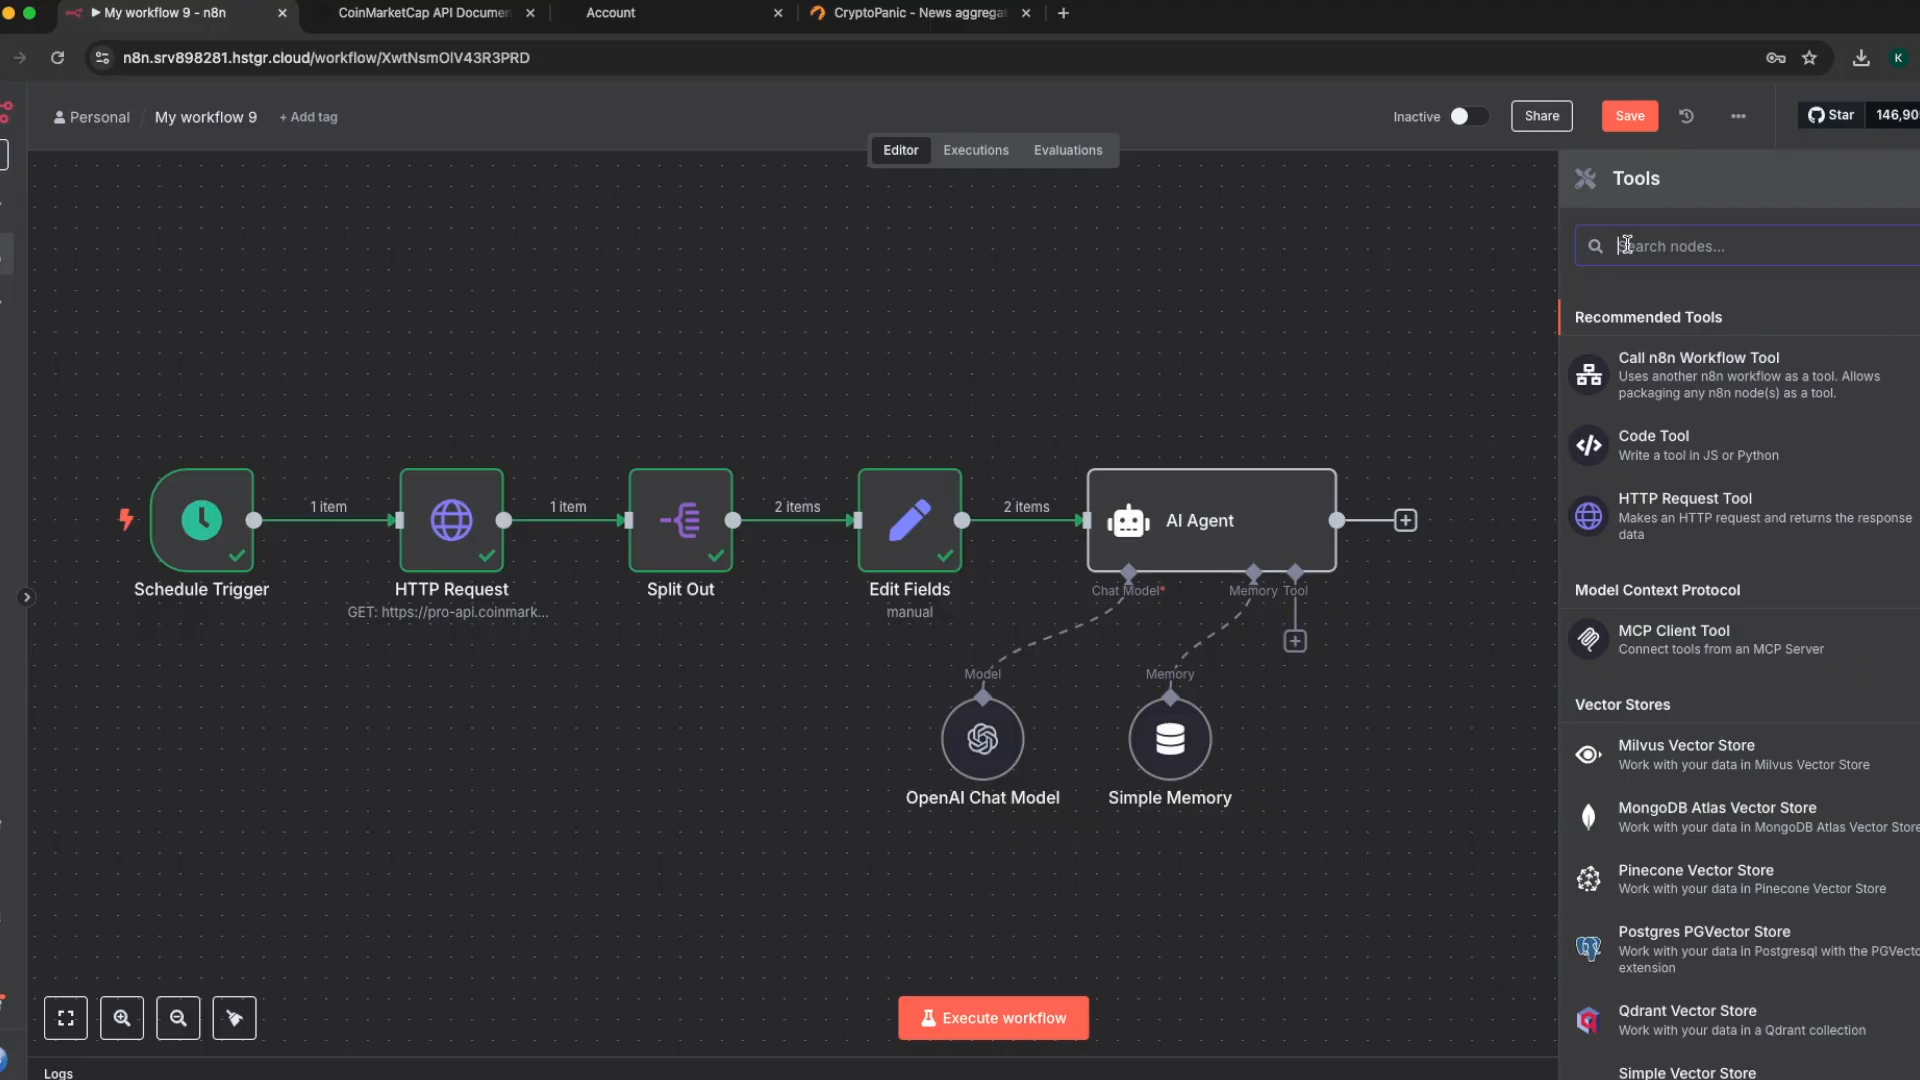 My workflow 9 - n8n
CoinMarketCap API Documen
Account
CryptoPanic - News aggrega
n8n.srv898281.hstgr.cloud/workflow/XwtNsmOlV43R3PRD
K
Personal / My workflow 9 + Add tag
Inactive
Share
Save
Star
146,90
Editor
Executions
Evaluations
Tools
Search nodes...
Recommended Tools
Call n8n Workflow Tool
Uses another n8n workflow as a tool. Allows
packaging any n8n node(s) as a tool.
Code Tool
Write a tool in JS or Python
HTTP Request Tool
Makes an HTTP request and returns the response
data
Model Context Protocol
MCP Client Tool
Connect tools from an MCP Server
Vector Stores
Milvus Vector Store
Work with your data in Milvus Vector Store
MongoDB Atlas Vector Store
Work with your data in MongoDB Atlas Vector Store
Pinecone Vector Store
Work with your data in Pinecone Vector Store
Postgres PGVector Store
Work with your data in Postgresql with the PGVecto
extension
Qdrant Vector Store
Work with your data in a Qdrant collection
Simple Vector Store
1 item
1 item
2 items
2 items
AI Agent
Schedule Trigger
HTTP Request
GET: https://pro-api.coinmark...
Split Out
Edit Fields
manual
Chat Model*
Memory
Tool
Model
Memory
OpenAI Chat Model
Simple Memory
Execute workflow
Logs